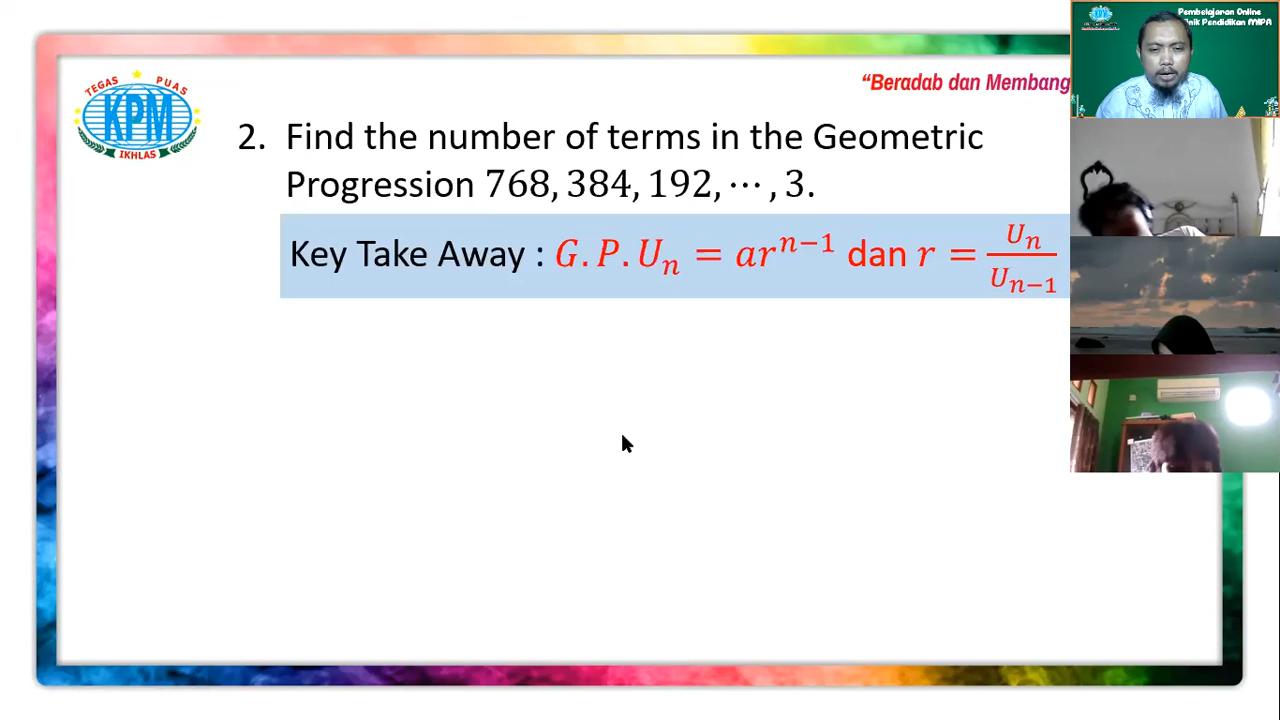 TEGAS PUAS
KPM
IKHLAS
"Beradab dan Membang
Pembelajaran Online
inik Pendidikan MIPA
2. Find the number of terms in the Geometric
Progression 768, 384, 192, ⋯ , 3.
Key Take Away : G. P. Uₙ = arⁿ⁻¹ dan r = Uₙ/Uₙ₋₁